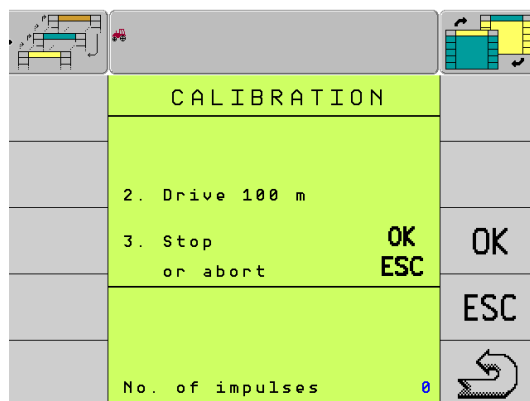 CALIBRATION
2. Drive 100 m
3. Stop OK
or abort ESC
OK
ESC
No. of impulses 0